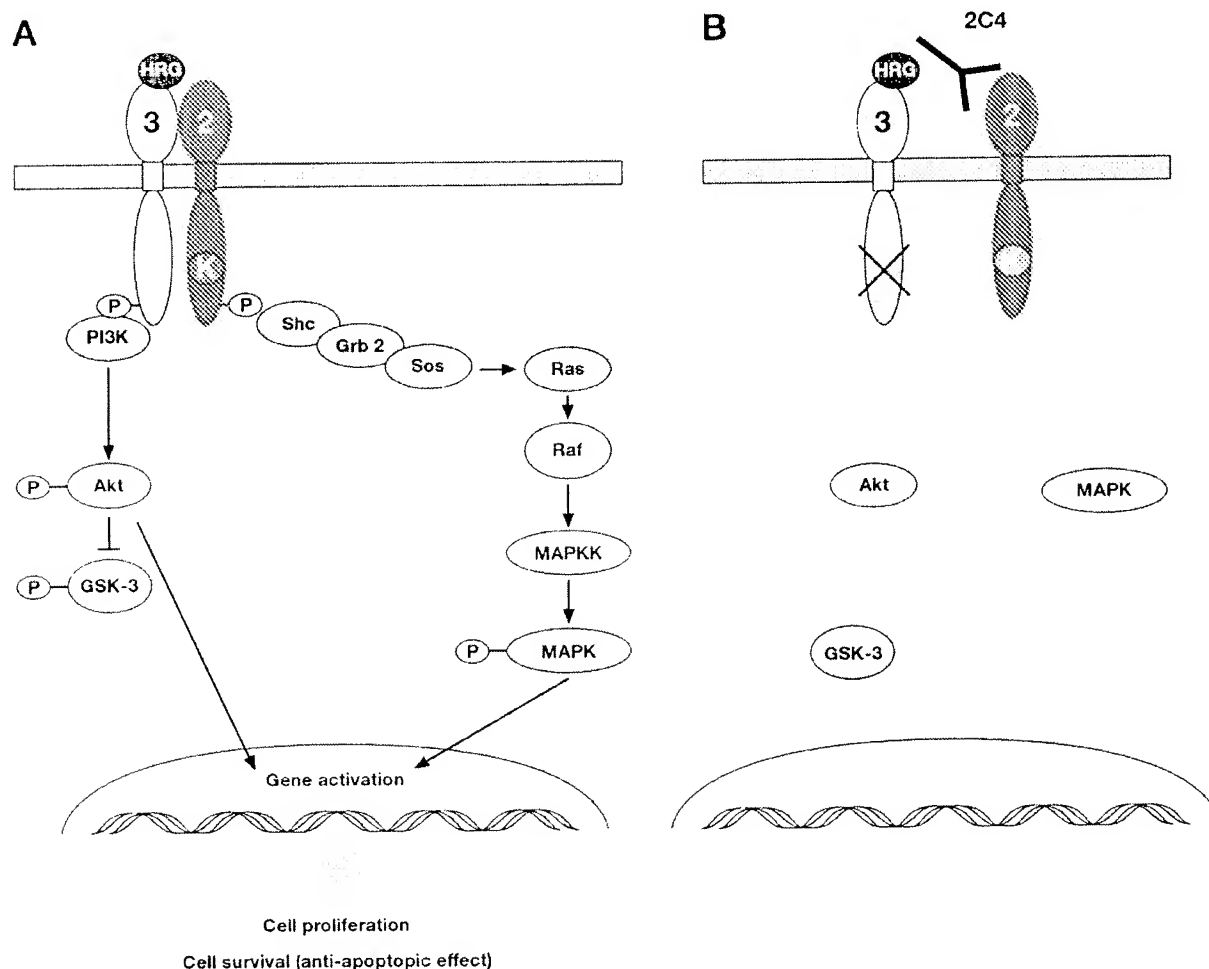 A
HRG
3
2
K
P
P
PI3K
Shc
Grb 2
Sos
Ras
Raf
P
Akt
MAPKK
P
GSK-3
P
MAPK
Gene activation
Cell proliferation
Cell survival (anti-apoptopic effect)
B
2C4
HRG
3
2
Akt
MAPK
GSK-3